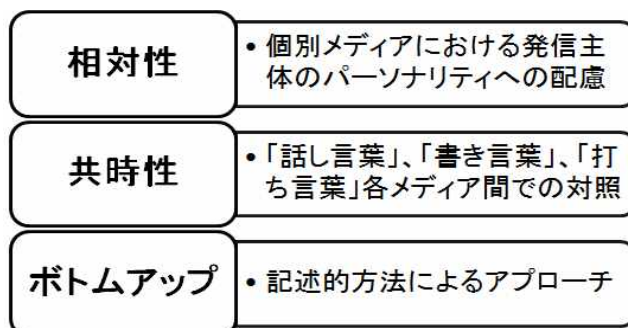 相対性
• 個別メディアにおける発信主
体のパーソナリティへの配慮
共時性
• 「話し言葉」、「書き言葉」、「打
ち言葉」各メディア間での対照
ボトムアップ
• 記述的方法によるアプローチ